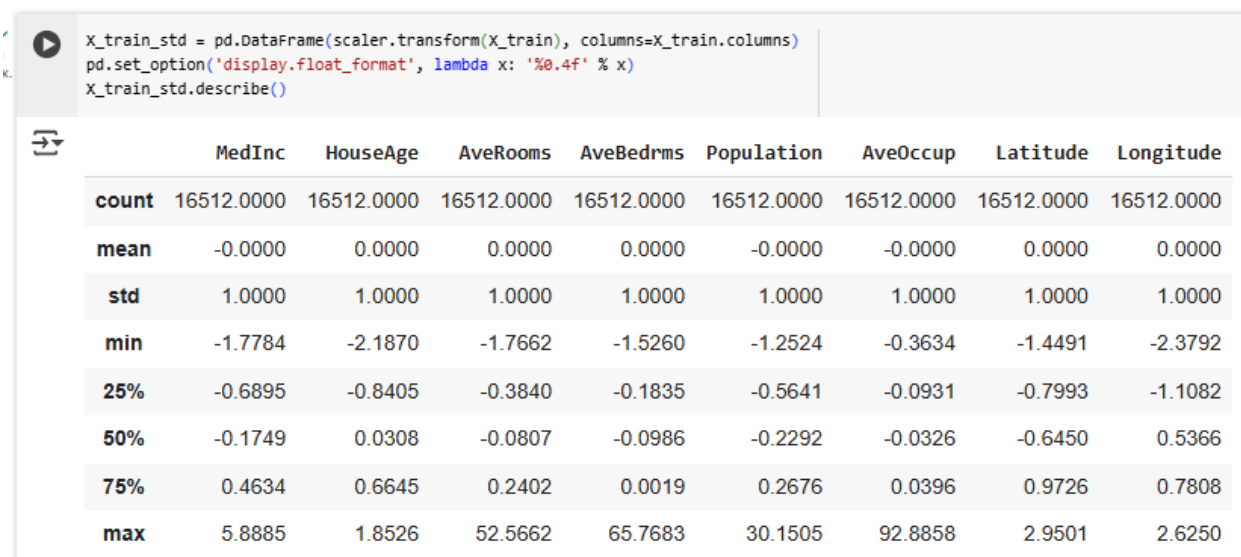 X_train_std = pd.DataFrame(scaler.transform(X_train), columns=X_train.columns)
pd.set_option('display.float_format', lambda x: '%0.4f' % x)
X_train_std.describe()
MedInc HouseAge AveRooms AveBedrms Population AveOccup Latitude Longitude
count 16512.0000 16512.0000 16512.0000 16512.0000 16512.0000 16512.0000 16512.0000 16512.0000
mean -0.0000 0.0000 0.0000 0.0000 -0.0000 -0.0000 0.0000 0.0000
std 1.0000 1.0000 1.0000 1.0000 1.0000 1.0000 1.0000 1.0000
min -1.7784 -2.1870 -1.7662 -1.5260 -1.2524 -0.3634 -1.4491 -2.3792
25% -0.6895 -0.8405 -0.3840 -0.1835 -0.5641 -0.0931 -0.7993 -1.1082
50% -0.1749 0.0308 -0.0807 -0.0986 -0.2292 -0.0326 -0.6450 0.5366
75% 0.4634 0.6645 0.2402 0.0019 0.2676 0.0396 0.9726 0.7808
max 5.8885 1.8526 52.5662 65.7683 30.1505 92.8858 2.9501 2.6250